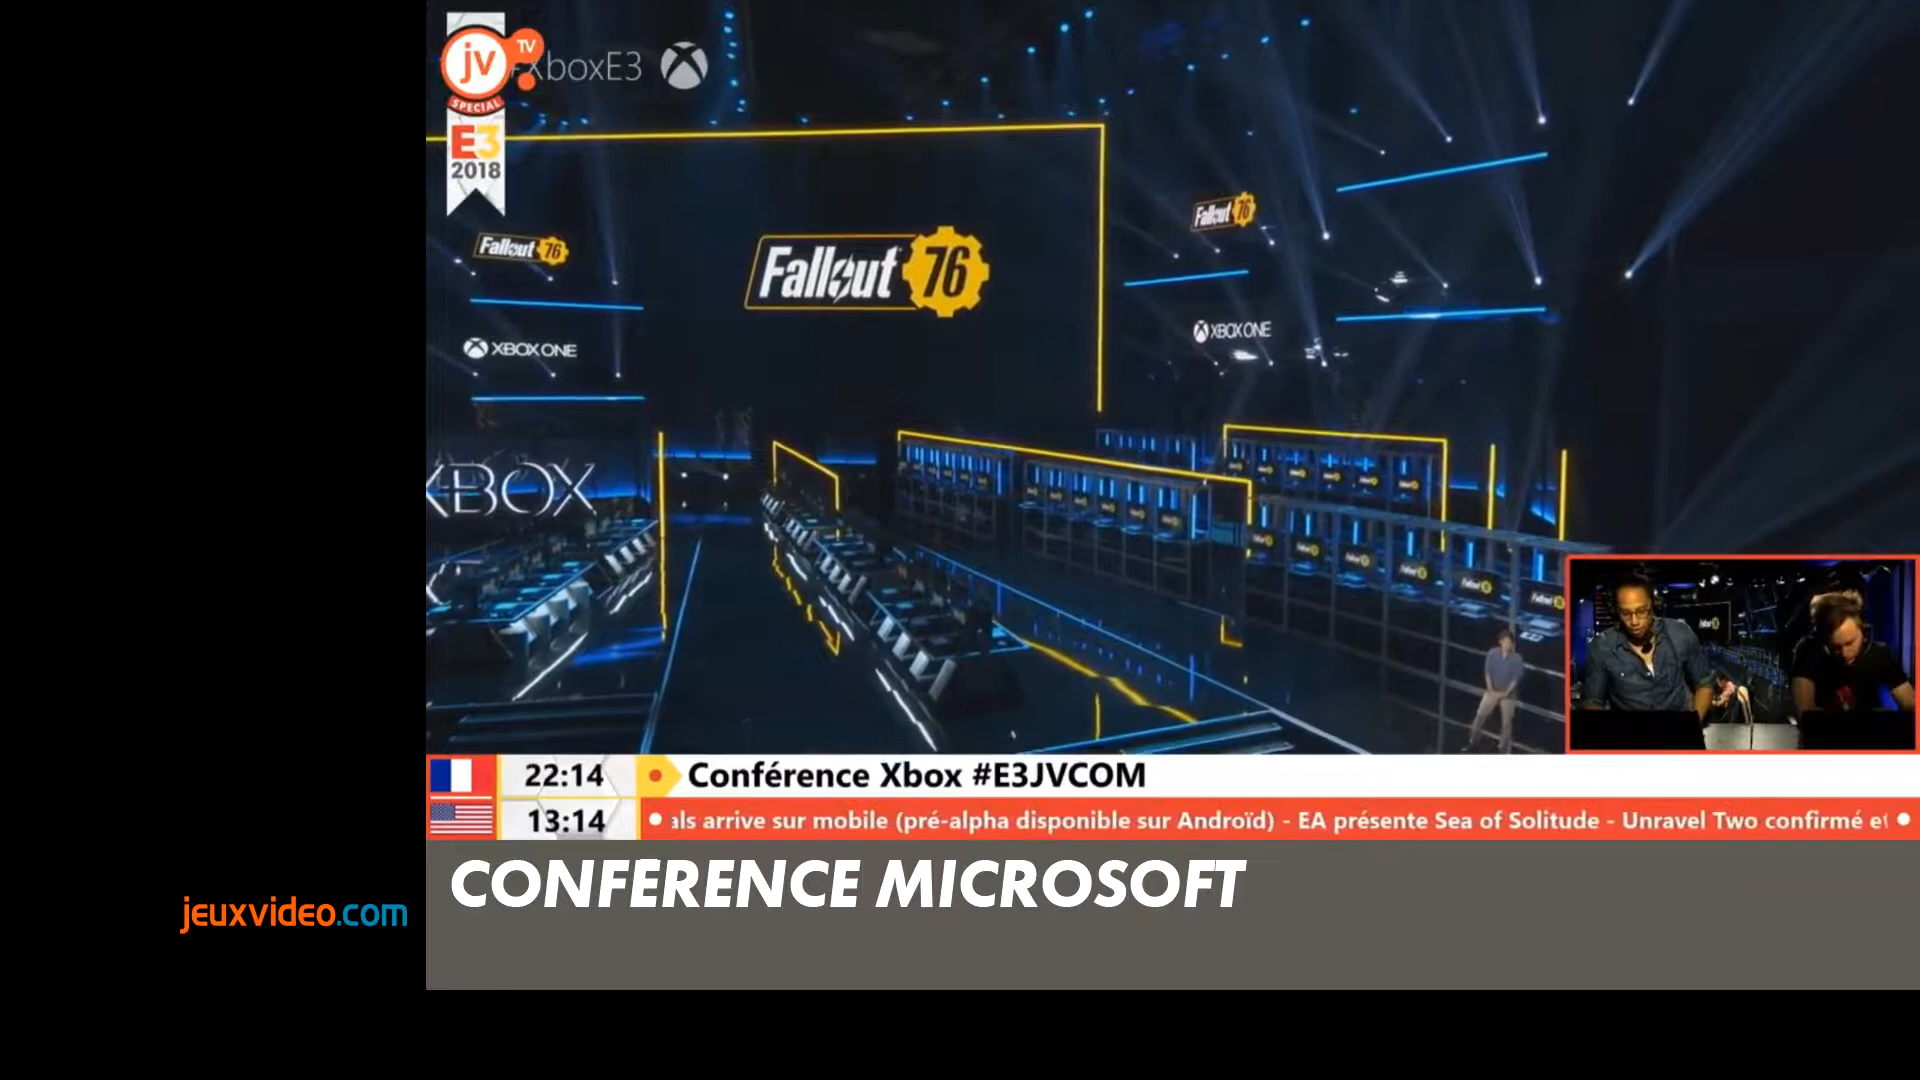 jv
TV
SPECIAL
E3
2018
XboxE3
Fallout 76
Fallout 76
Fallout 76
XBOX ONE
XBOX ONE
XBOX
22:14
Conférence Xbox #E3JVCOM
13:14
als arrive sur mobile (pré-alpha disponible sur Androïd) - EA présente Sea of Solitude - Unravel Two confirmé et
CONFÉRENCE MICROSOFT
jeuxvideo.com